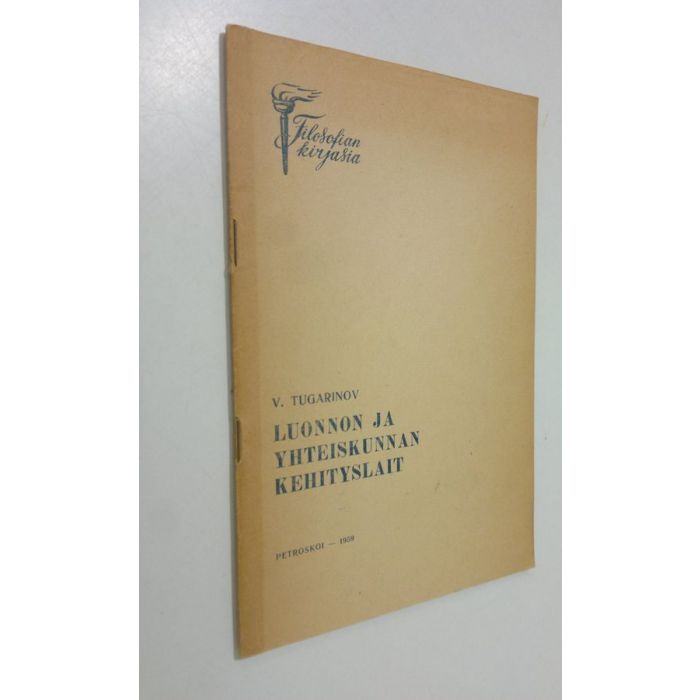 Filosofian
kirjasia
V. TUGARINOV
LUONNON JA
YHTEISKUNNAN
KEHITYSLAIT
PETROSKOI — 1959